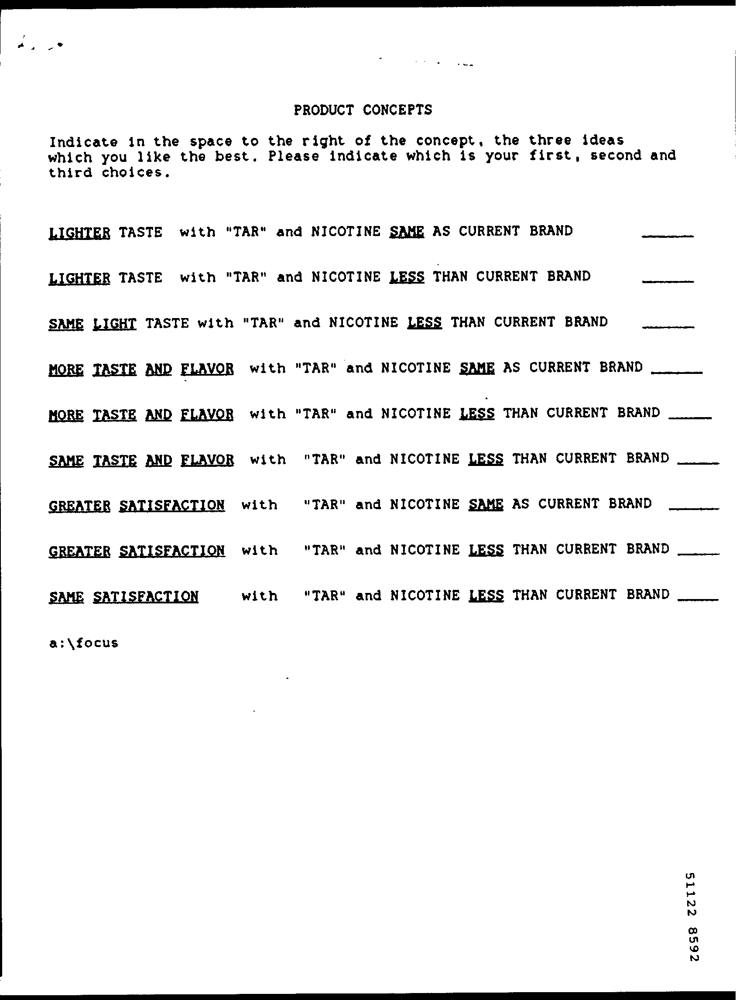 PRODUCT CONCEPTS
Indicate in the space to the right of the concept, the three ideas
which you like the best. Please indicate which is your first, second and
third choices.
LIGHTER TASTE with "TAR" and NICOTINE SAME AS CURRENT BRAND ______
LIGHTER TASTE with "TAR" and NICOTINE LESS THAN CURRENT BRAND ______
SAME LIGHT TASTE with "TAR" and NICOTINE LESS THAN CURRENT BRAND ______
MORE TASTE AND FLAVOR with "TAR" and NICOTINE SAME AS CURRENT BRAND ______
MORE TASTE AND FLAVOR with "TAR" and NICOTINE LESS THAN CURRENT BRAND _____
SAME TASTE AND FLAVOR with "TAR" and NICOTINE LESS THAN CURRENT BRAND _____
GREATER SATISFACTION with "TAR" and NICOTINE SAME AS CURRENT BRAND ______
GREATER SATISFACTION with "TAR" and NICOTINE LESS THAN CURRENT BRAND _____
SAME SATISFACTION with "TAR" and NICOTINE LESS THAN CURRENT BRAND _____
a:\focus
51122 8592